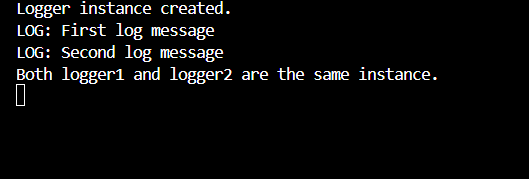 Logger instance created.
LOG: First log message
LOG: Second log message
Both logger1 and logger2 are the same instance.